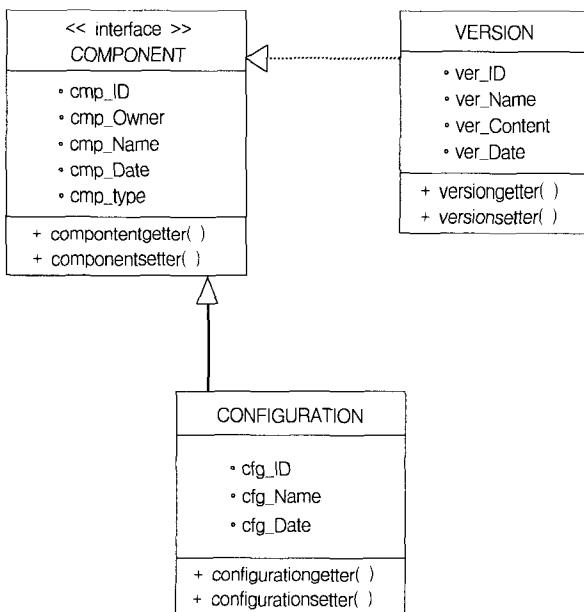 << interface >>
COMPONENT
∘ cmp_ID
∘ cmp_Owner
∘ cmp_Name
∘ cmp_Date
∘ cmp_type
+ compontentgetter( )
+ componentsetter( )
VERSION
∘ ver_ID
∘ ver_Name
∘ ver_Content
∘ ver_Date
+ versiongetter( )
+ versionsetter( )
CONFIGURATION
∘ cfg_ID
∘ cfg_Name
∘ cfg_Date
+ configurationgetter( )
+ configurationsetter( )